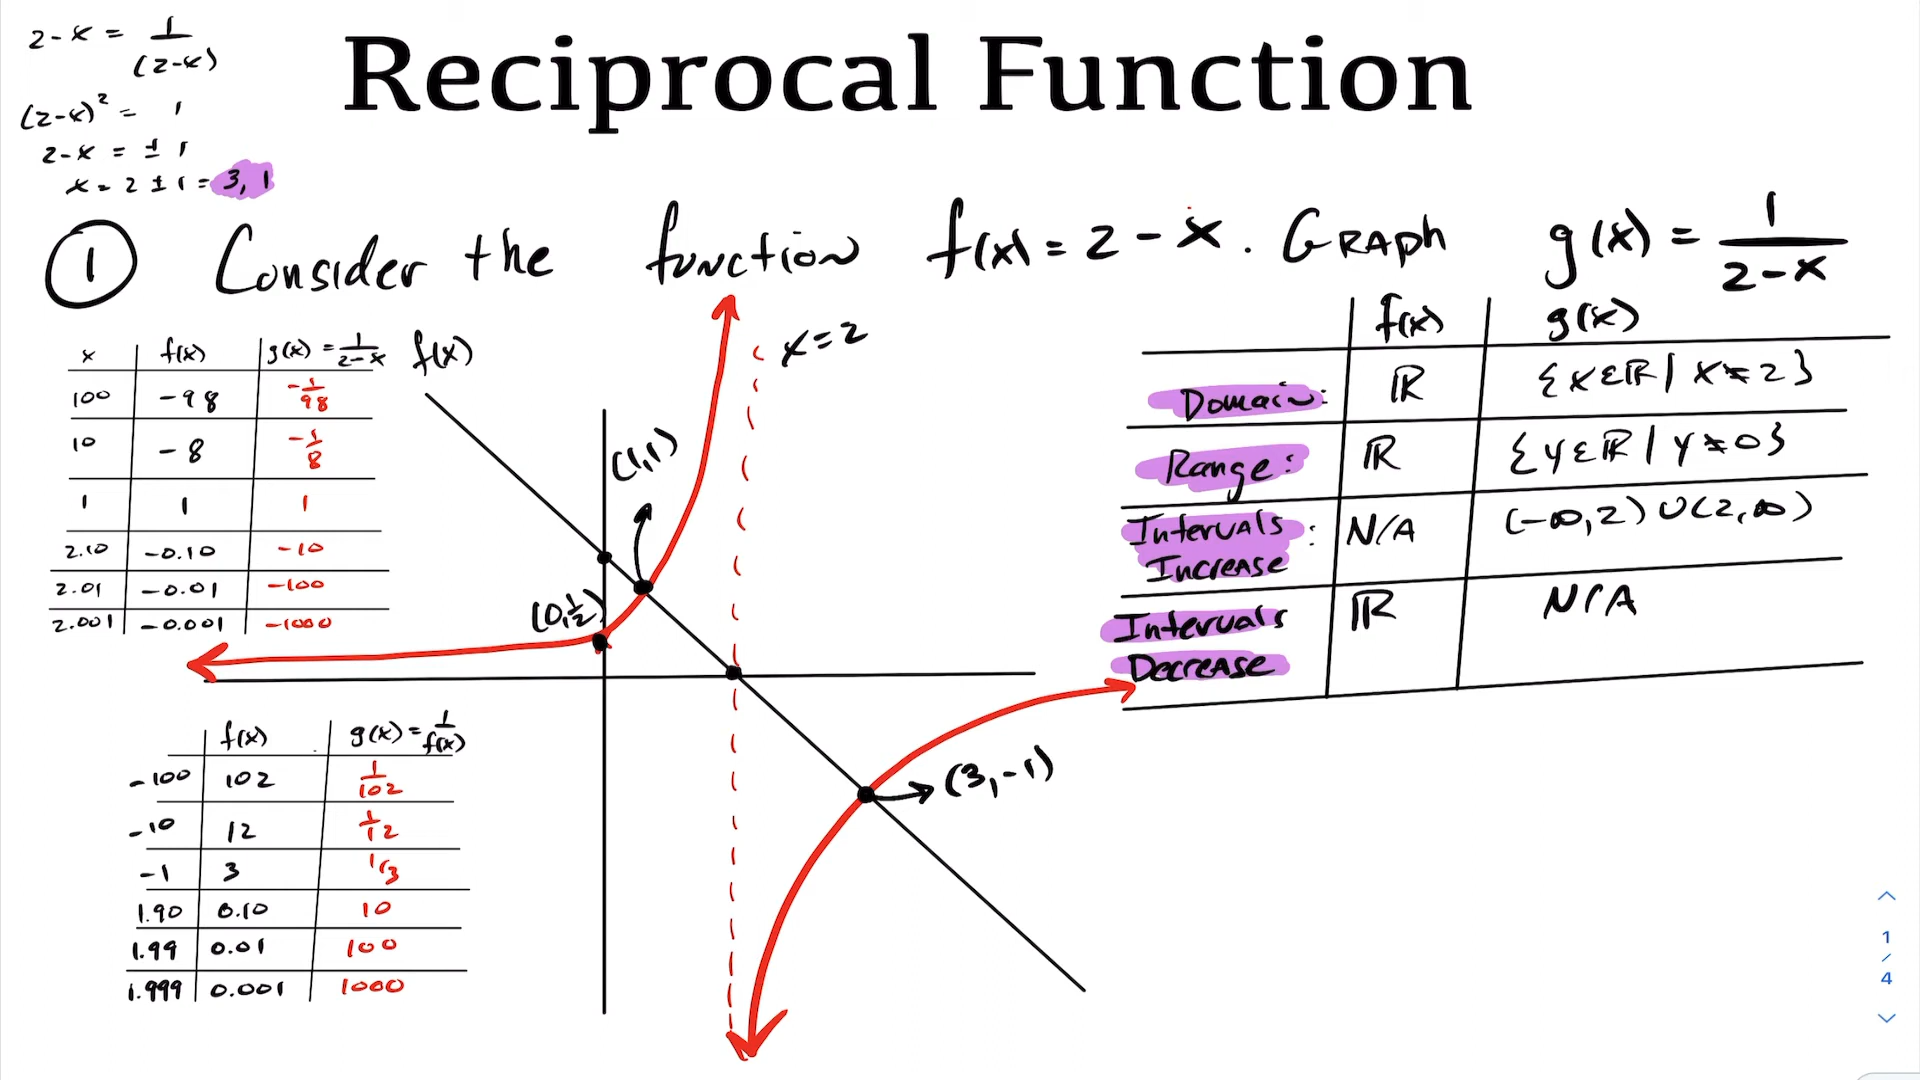 Reciprocal Function
2-x = 1/(2-x)
(2-x)² = 1
2-x = ± 1
x = 2 ± 1 = 3, 1
① Consider the function f(x) = 2 - x. GRAPH g(x) = 1/(2-x)
x | f(x) | g(x) = 1/(2-x)
100 | -98 | -1/98
10 | -8 | -1/8
1 | 1 | 1
2.10 | -0.10 | -10
2.01 | -0.01 | -100
2.001 | -0.001 | -1000
f(x)
x=2
(1,1)
(0,½)
(3,-1)
f(x) | g(x) = 1/f(x)
-100 | 102 | 1/102
-10 | 12 | 1/12
-1 | 3 | 1/3
1.90 | 0.10 | 10
1.99 | 0.01 | 100
1.999 | 0.001 | 1000
f(x) | g(x)
Domain: | ℝ | {xεℝ | x≠2}
Range: | ℝ | {yεℝ | y≠0}
Intervals Increase : | N/A | (-∞,2) ∪ (2,∞)
Intervals Decrease | ℝ | N/A
1
/
4